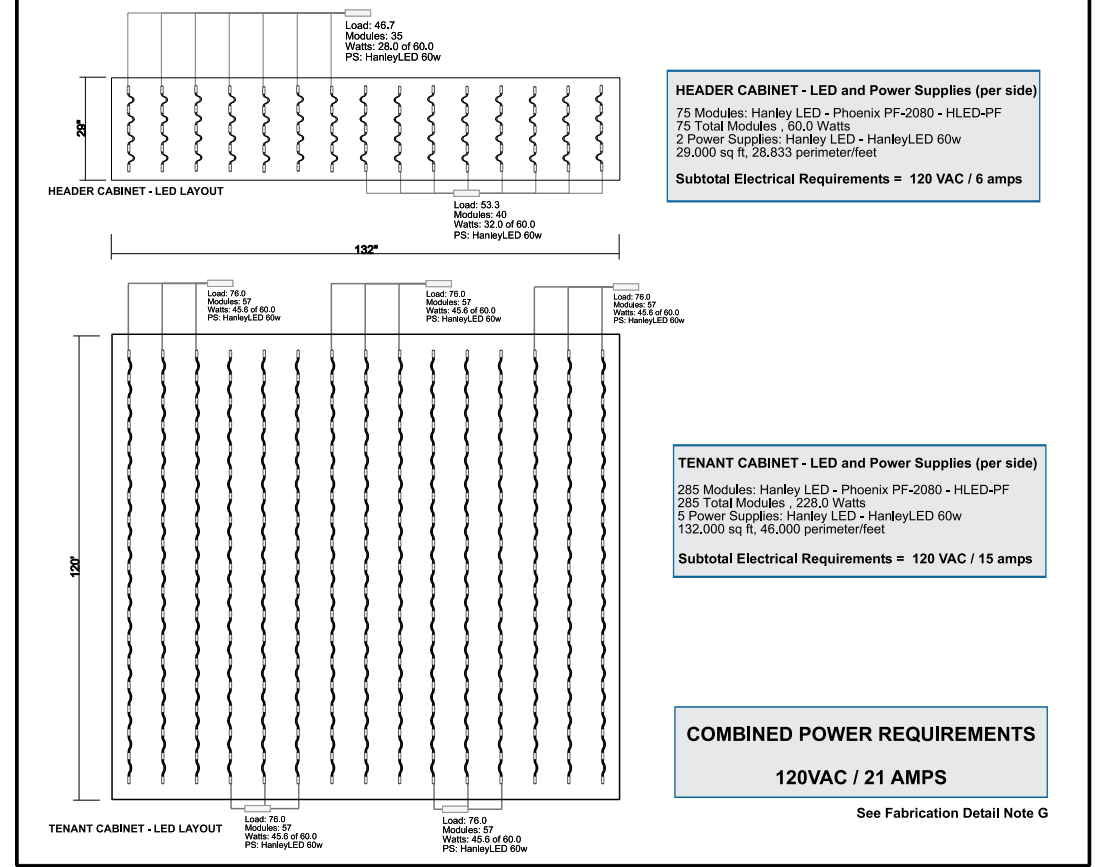 Load: 46.7
Modules: 35
Watts: 28.0 of 60.0
PS: HanleyLED 60w
29"
HEADER CABINET - LED LAYOUT
Load: 53.3
Modules: 40
Watts: 32.0 of 60.0
PS: HanleyLED 60w
132"
HEADER CABINET - LED and Power Supplies (per side)
75 Modules: Hanley LED - Phoenix PF-2080 - HLED-PF
75 Total Modules , 60.0 Watts
2 Power Supplies: Hanley LED - HanleyLED 60w
29.000 sq ft, 28.833 perimeter/feet
Subtotal Electrical Requirements = 120 VAC / 6 amps
Load: 76.0
Modules: 57
Watts: 45.6 of 60.0
PS: HanleyLED 60w
Load: 76.0
Modules: 57
Watts: 45.6 of 60.0
PS: HanleyLED 60w
Load: 76.0
Modules: 57
Watts: 45.6 of 60.0
PS: HanleyLED 60w
120"
TENANT CABINET - LED LAYOUT
Load: 76.0
Modules: 57
Watts: 45.6 of 60.0
PS: HanleyLED 60w
Load: 76.0
Modules: 57
Watts: 45.6 of 60.0
PS: HanleyLED 60w
TENANT CABINET - LED and Power Supplies (per side)
285 Modules: Hanley LED - Phoenix PF-2080 - HLED-PF
285 Total Modules , 228.0 Watts
5 Power Supplies: Hanley LED - HanleyLED 60w
132.000 sq ft, 46.000 perimeter/feet
Subtotal Electrical Requirements = 120 VAC / 15 amps
COMBINED POWER REQUIREMENTS
120VAC / 21 AMPS
See Fabrication Detail Note G